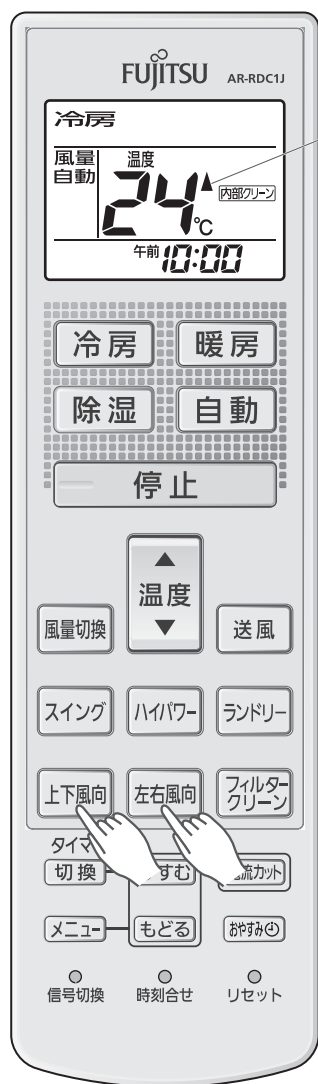 FUJITSU AR-RDC1J
冷房
風量 温度
自動 24℃ 内部クリーン
午前 10:00
冷房 暖房
除湿 自動
停止
温度
風量切換 送風
スイング ハイパワー ランドリー
上下風向 左右風向 フィルタークリーン
切換
メニュー もどる おやすみ
信号切換 時刻合せ リセット